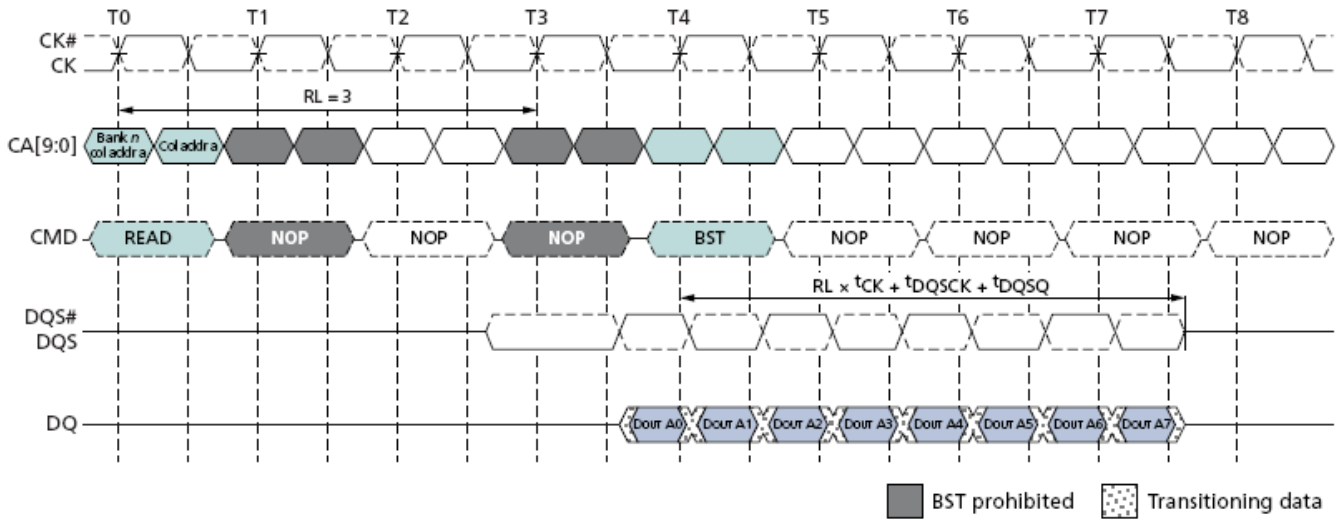 T0 T1 T2 T3 T4 T5 T6 T7 T8
CK#
CK
RL = 3
CA[9:0] Bank n col addr a Col addr a
CMD READ NOP NOP NOP BST NOP NOP NOP NOP
RL × tCK + tDQSCK + tDQSQ
DQS#
DQS
DQ DOUT A0 DOUT A1 DOUT A2 DOUT A3 DOUT A4 DOUT A5 DOUT A6 DOUT A7
BST prohibited Transitioning data